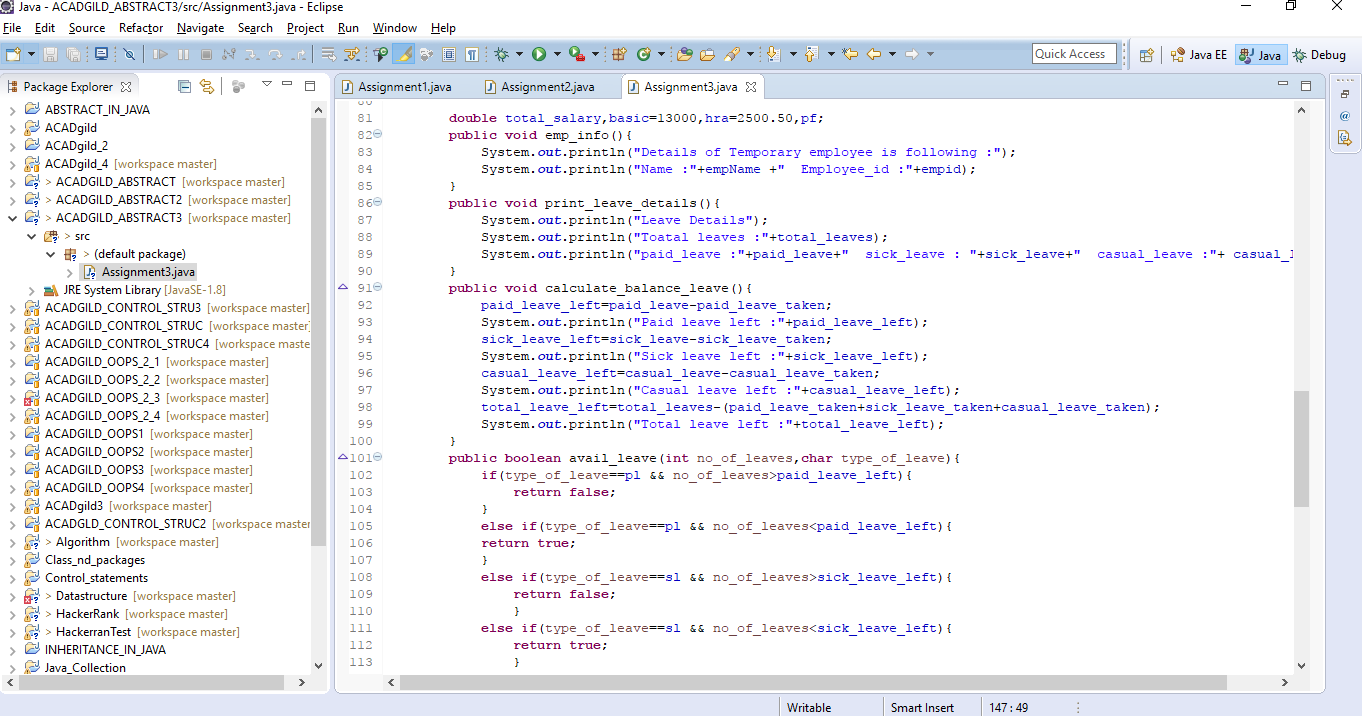 Java - ACADGILD_ABSTRACT3/src/Assignment3.java - Eclipse
File Edit Source Refactor Navigate Search Project Run Window Help
Quick Access Java EE Java Debug
Package Explorer
ABSTRACT_IN_JAVA
ACADgild
ACADgild_2
ACADgild_4 [workspace master]
> ACADGILD_ABSTRACT [workspace master]
> ACADGILD_ABSTRACT2 [workspace master]
> ACADGILD_ABSTRACT3 [workspace master]
> src
> (default package)
Assignment3.java
JRE System Library [JavaSE-1.8]
ACADGILD_CONTROL_STRU3 [workspace master]
ACADGILD_CONTROL_STRUC [workspace master]
ACADGILD_CONTROL_STRUC4 [workspace maste
ACADGILD_OOPS_2_1 [workspace master]
ACADGILD_OOPS_2_2 [workspace master]
ACADGILD_OOPS_2_3 [workspace master]
ACADGILD_OOPS_2_4 [workspace master]
ACADGILD_OOPS1 [workspace master]
ACADGILD_OOPS2 [workspace master]
ACADGILD_OOPS3 [workspace master]
ACADGILD_OOPS4 [workspace master]
ACADgild3 [workspace master]
ACADGLD_CONTROL_STRUC2 [workspace master
> Algorithm [workspace master]
Class_nd_packages
Control_statements
> Datastructure [workspace master]
> HackerRank [workspace master]
> HackerranTest [workspace master]
INHERITANCE_IN_JAVA
Java_Collection
Assignment1.java Assignment2.java Assignment3.java
80
81 double total_salary,basic=13000,hra=2500.50,pf;
82 public void emp_info(){
83 System.out.println("Details of Temporary employee is following :");
84 System.out.println("Name :"+empName +" Employee_id :"+empid);
85 }
86 public void print_leave_details(){
87 System.out.println("Leave Details");
88 System.out.println("Toatal leaves :"+total_leaves);
89 System.out.println("paid_leave :"+paid_leave+" sick_leave : "+sick_leave+" casual_leave :"+ casual_l
90 }
91 public void calculate_balance_leave(){
92 paid_leave_left=paid_leave-paid_leave_taken;
93 System.out.println("Paid leave left :"+paid_leave_left);
94 sick_leave_left=sick_leave-sick_leave_taken;
95 System.out.println("Sick leave left :"+sick_leave_left);
96 casual_leave_left=casual_leave-casual_leave_taken;
97 System.out.println("Casual leave left :"+casual_leave_left);
98 total_leave_left=total_leaves-(paid_leave_taken+sick_leave_taken+casual_leave_taken);
99 System.out.println("Total leave left :"+total_leave_left);
100 }
101 public boolean avail_leave(int no_of_leaves,char type_of_leave){
102 if(type_of_leave==pl && no_of_leaves>paid_leave_left){
103 return false;
104 }
105 else if(type_of_leave==pl && no_of_leaves<paid_leave_left){
106 return true;
107 }
108 else if(type_of_leave==sl && no_of_leaves>sick_leave_left){
109 return false;
110 }
111 else if(type_of_leave==sl && no_of_leaves<sick_leave_left){
112 return true;
113 }
Writable Smart Insert 147 : 49